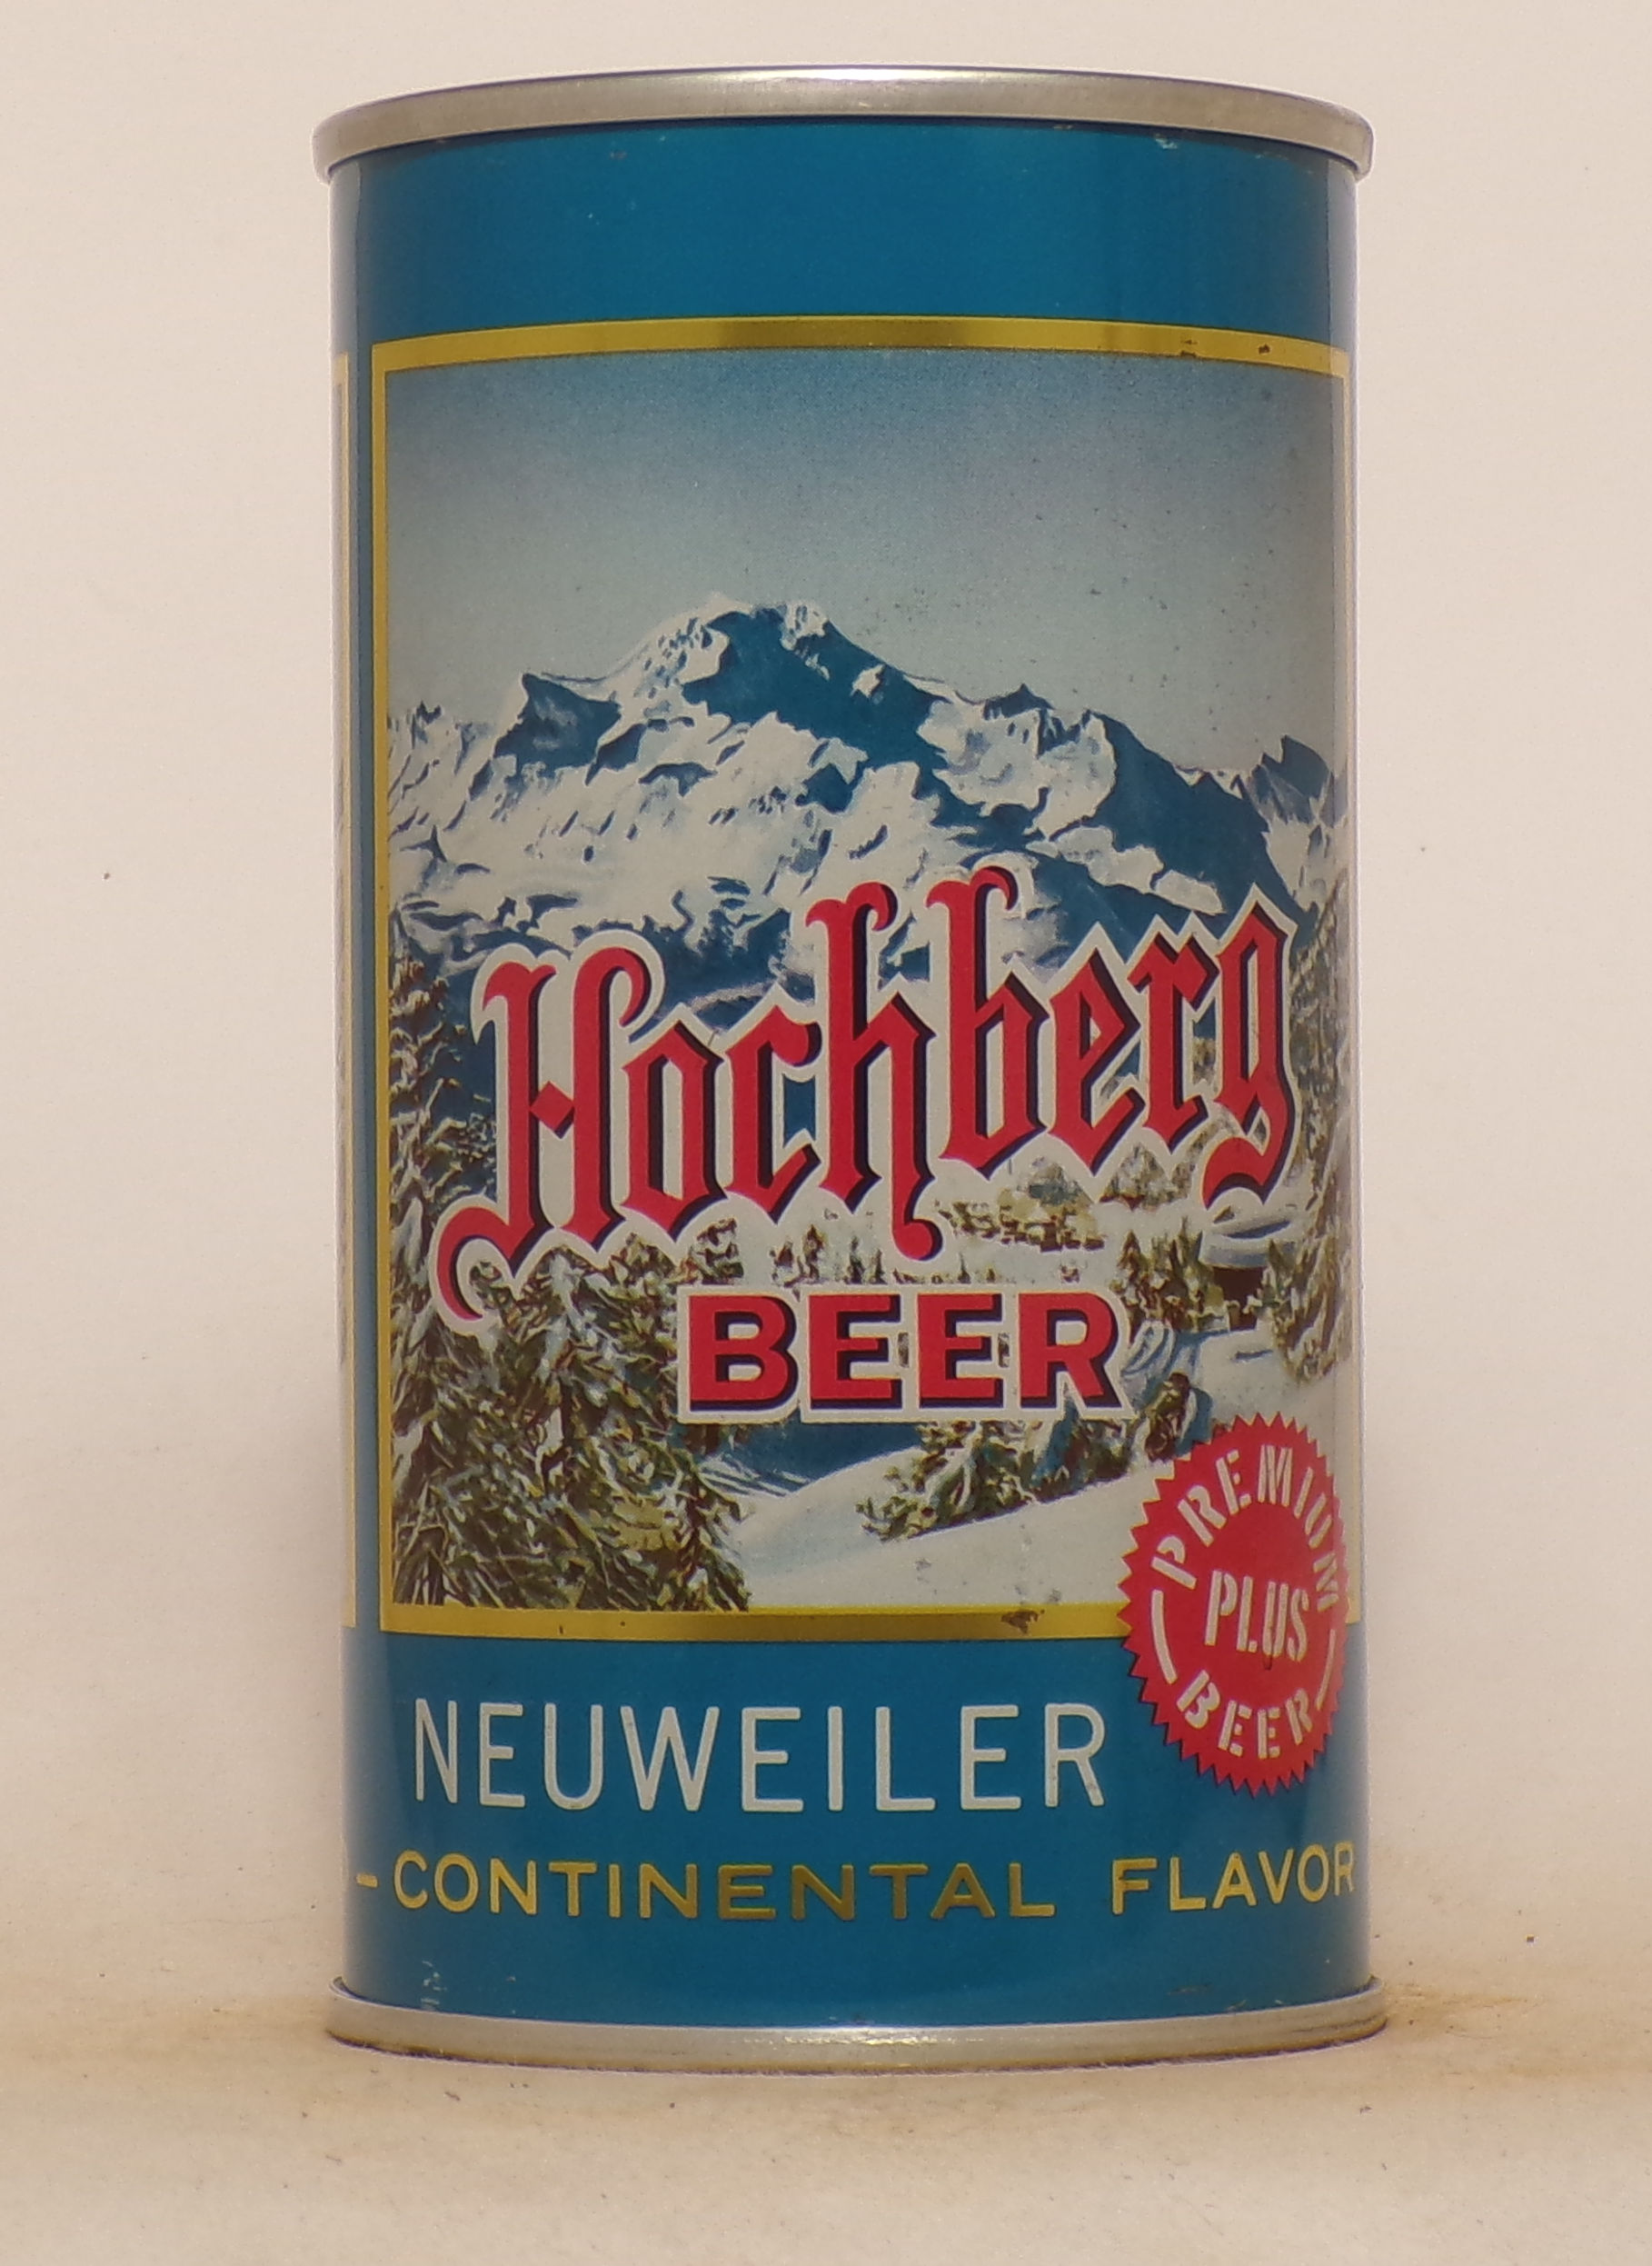 Hochberg
BEER
PREMIUM
PLUS
BEER
NEUWEILER
-CONTINENTAL FLAVOR